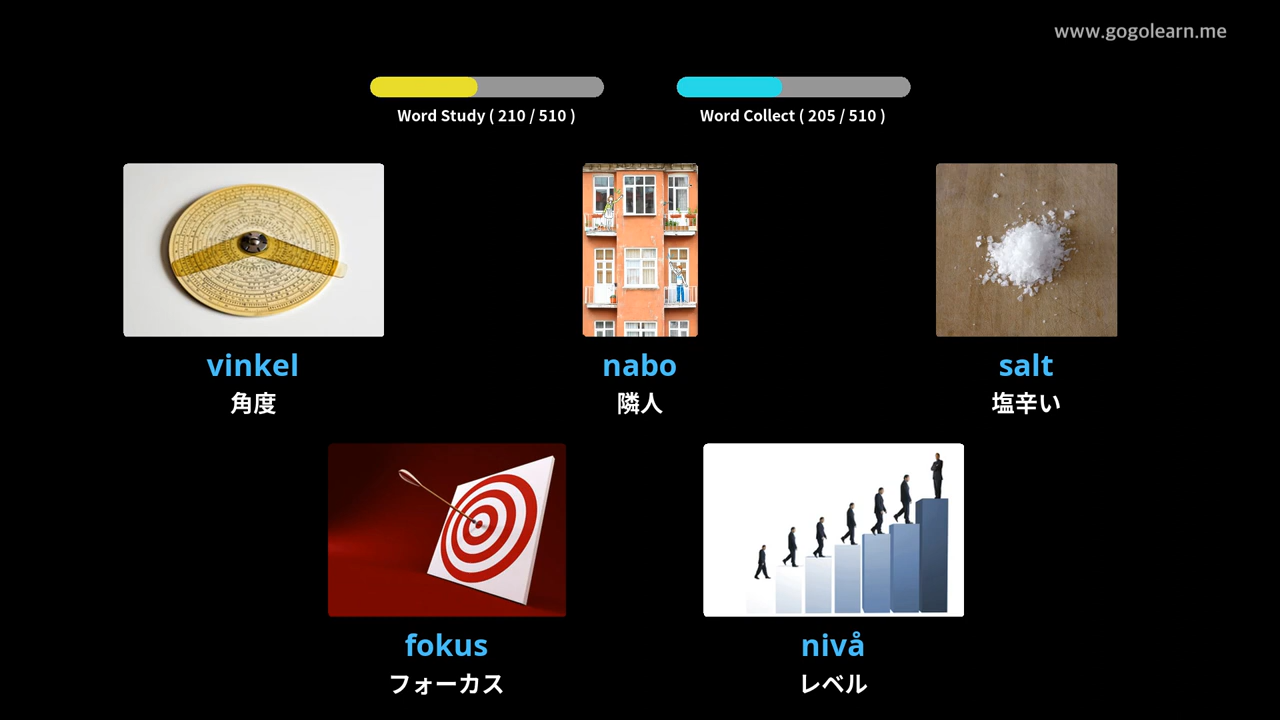 www.gogolearn.me
Word Study ( 210 / 510 )
Word Collect ( 205 / 510 )
vinkel
角度
nabo
隣人
salt
塩辛い
fokus
フォーカス
nivå
レベル